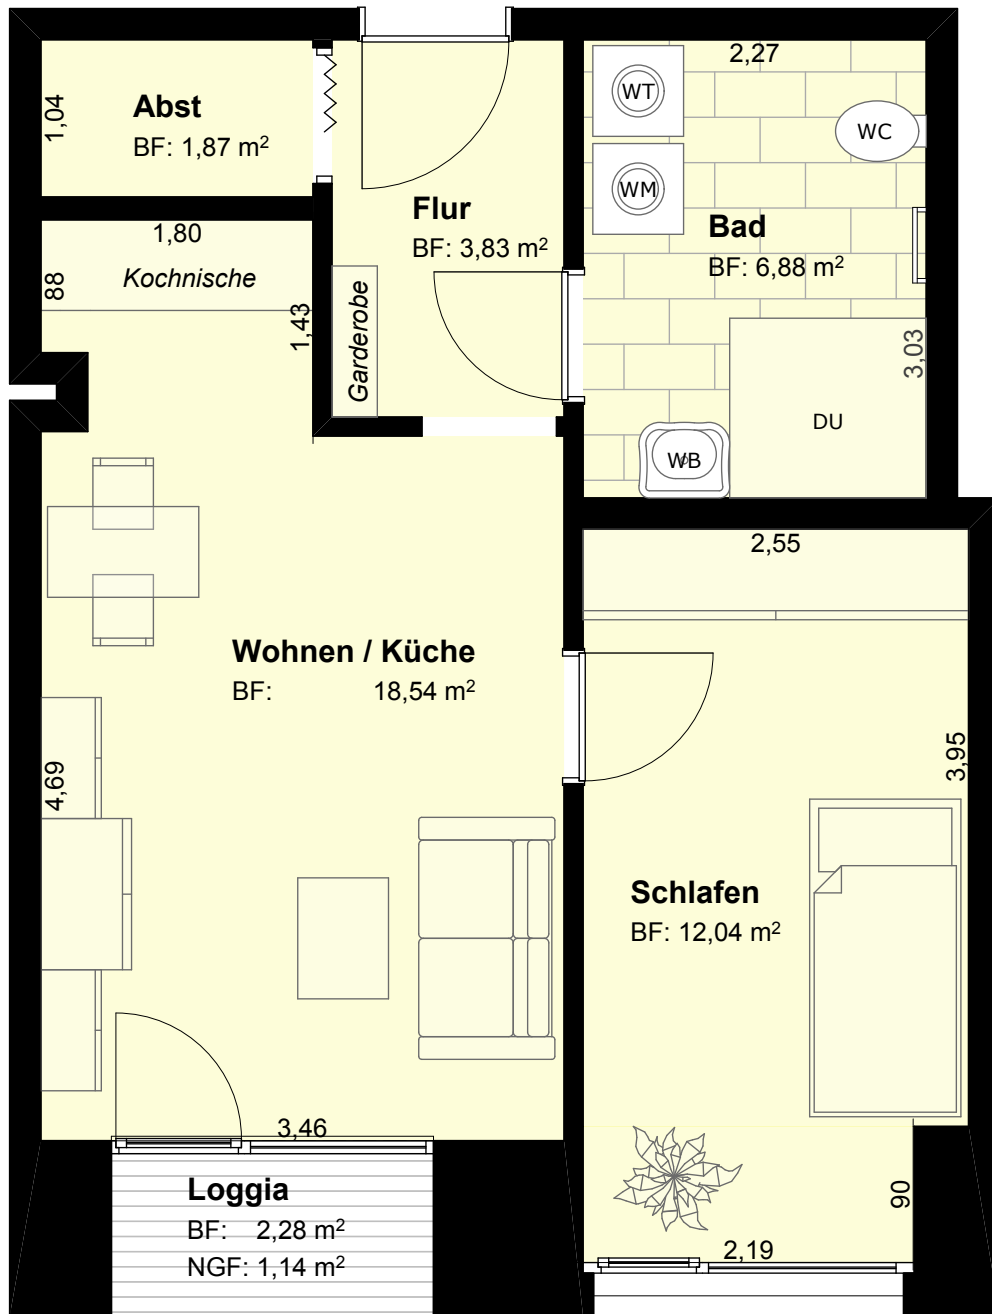 2,27
1,04
Abst
BF: 1,87 m²
WT
WC
WM
Flur
BF: 3,83 m²
Bad
BF: 6,88 m²
1,80
Kochnische
88
1,43
Garderobe
3,03
DU
WB
2,55
Wohnen / Küche
BF: 18,54 m²
4,69
3,95
Schlafen
BF: 12,04 m²
3,46
Loggia
BF: 2,28 m²
NGF: 1,14 m²
90
2,19